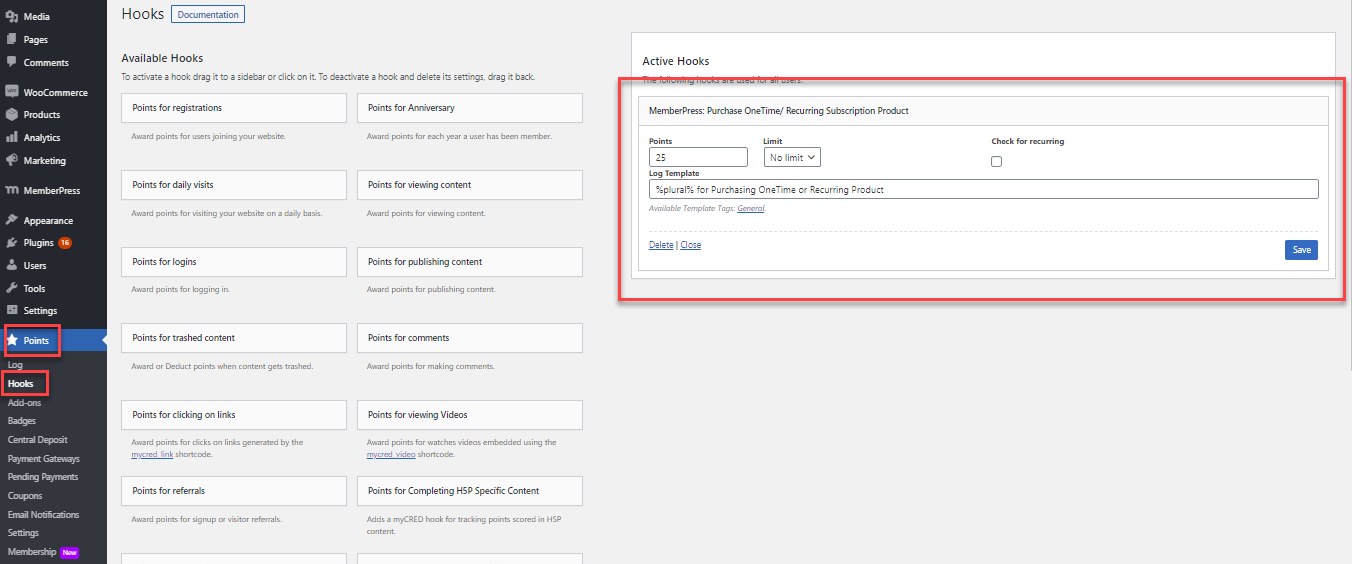 Media
Pages
Comments
WooCommerce
Products
Analytics
Marketing
MemberPress
Appearance
Plugins 16
Users
Tools
Settings
Points
Log
Hooks
Add-ons
Badges
Central Deposit
Payment Gateways
Pending Payments
Coupons
Email Notifications
Settings
Membership New
Hooks Documentation
Available Hooks
To activate a hook drag it to a sidebar or click on it. To deactivate a hook and delete its settings, drag it back.
Points for registrations
Award points for users joining your website.
Points for Anniversary
Award points for each year a user has been member.
Points for daily visits
Award points for visiting your website on a daily basis.
Points for viewing content
Award points for viewing content.
Points for logins
Award points for logging in.
Points for publishing content
Award points for publishing content.
Points for trashed content
Award or Deduct points when content gets trashed.
Points for comments
Award points for making comments.
Points for clicking on links
Award points for clicks on links generated by the
mycred_link shortcode.
Points for viewing Videos
Award points for watches videos embedded using the
mycred_video shortcode.
Points for referrals
Award points for signup or visitor referrals.
Points for Completing H5P Specific Content
Adds a myCRED hook for tracking points scored in H5P
content.
Active Hooks
The following hooks are used for all users.
MemberPress: Purchase OneTime/ Recurring Subscription Product
Points Limit Check for recurring
25 No limit
Log Template
%plural% for Purchasing OneTime or Recurring Product
Available Template Tags: General.
Delete | Close Save